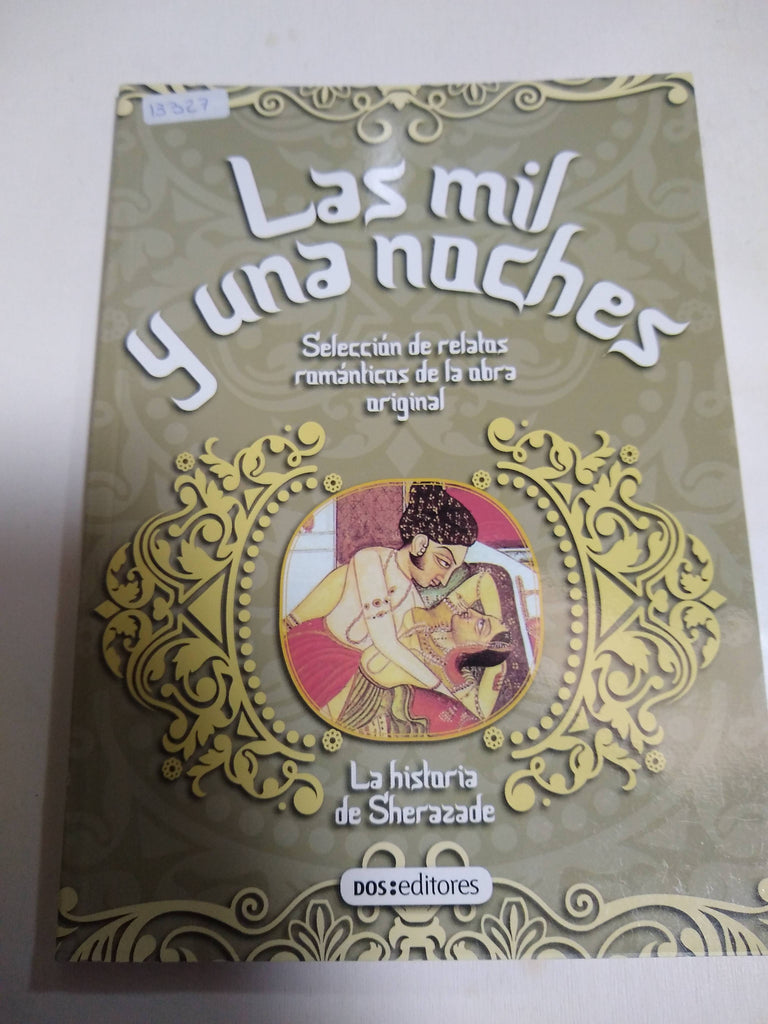 13327
Las mil
y una noches
Selección de relatos
románticos de la obra
original
La historia
de Sherazade
DOS:editores